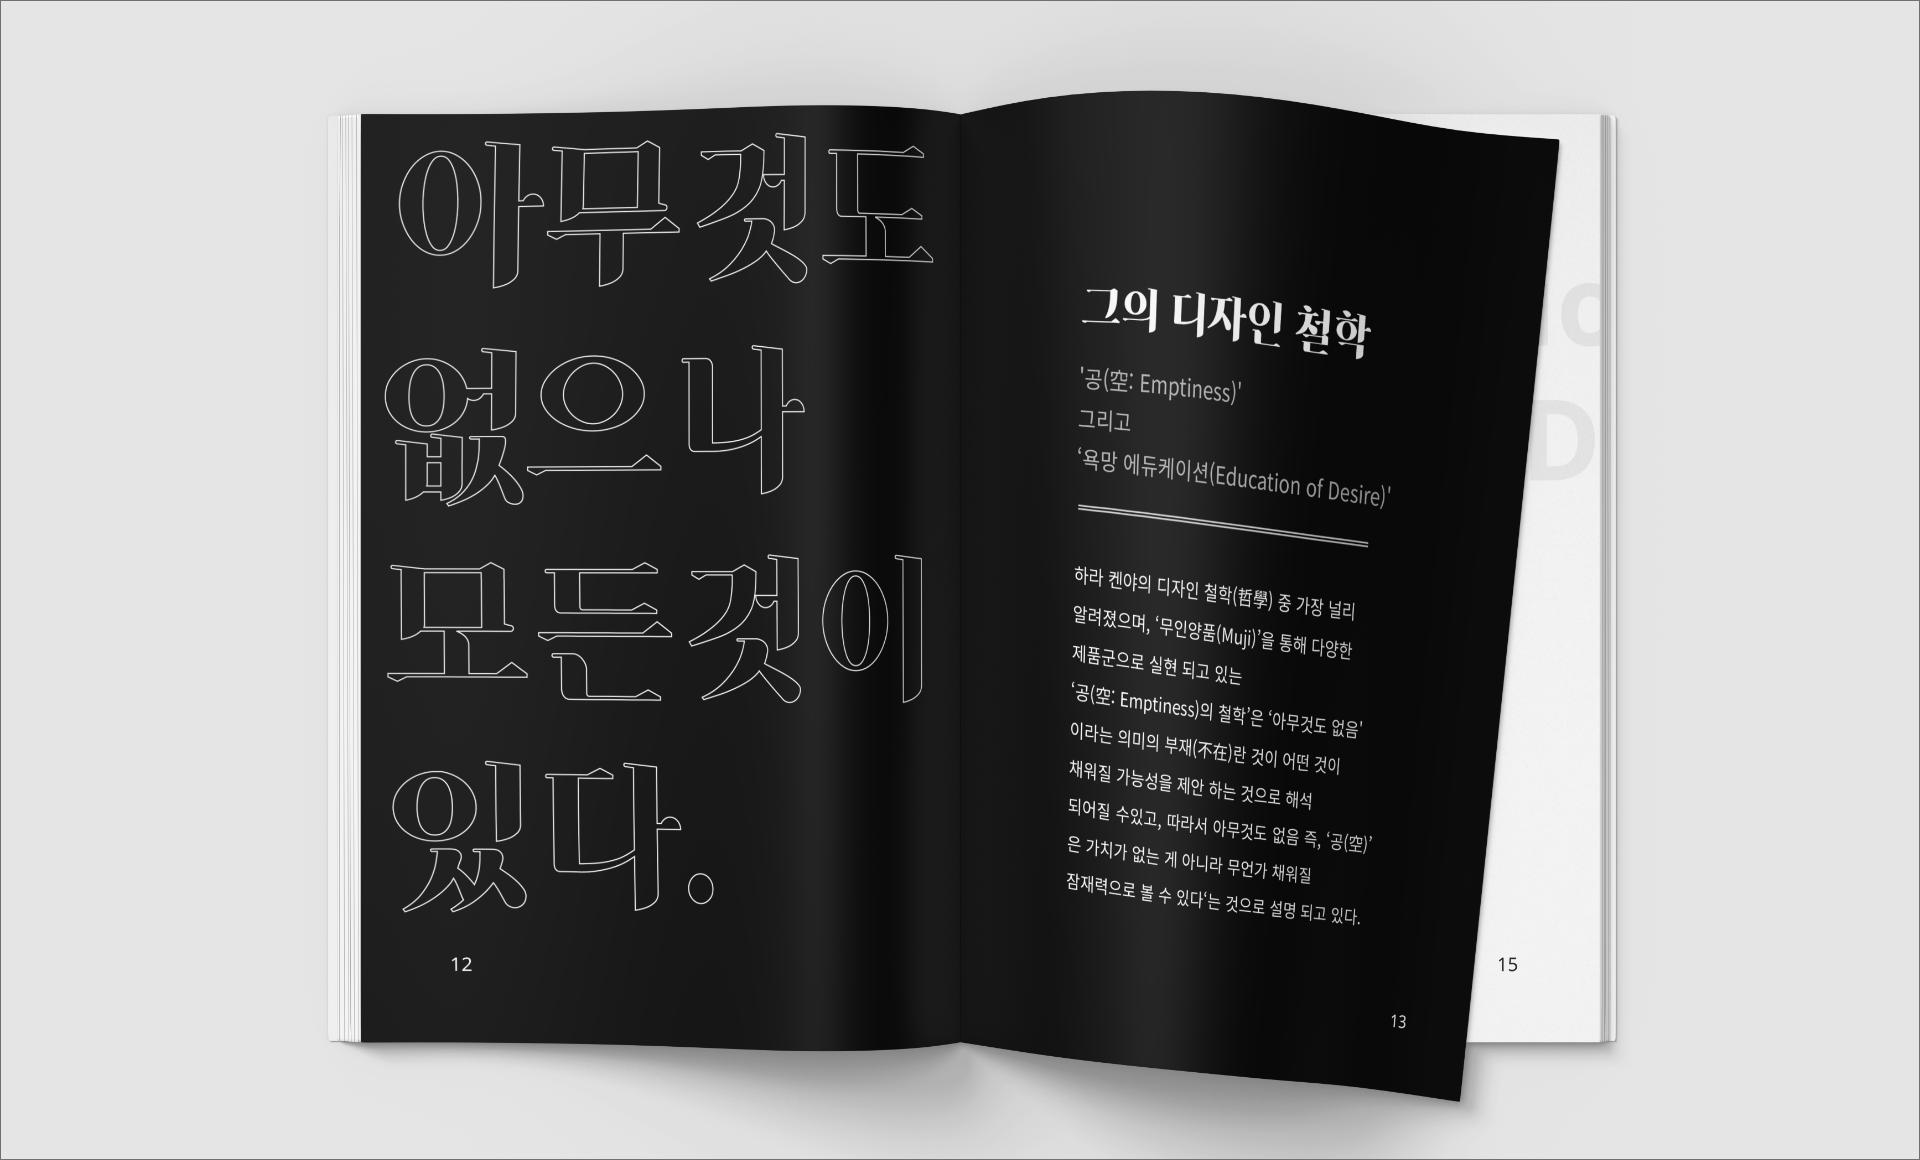 아무것도
없으나
모든것이
있다.
12
그의 디자인 철학
'공(空: Emptiness)'
그리고
‘욕망 에듀케이션(Education of Desire)'
하라 켄야의 디자인 철학(哲學) 중 가장 널리
알려졌으며, ‘무인양품(Muji)’을 통해 다양한
제품군으로 실현 되고 있는
‘공(空: Emptiness)의 철학’은 ‘아무것도 없음'
이라는 의미의 부재(不在)란 것이 어떤 것이
채워질 가능성을 제안 하는 것으로 해석
되어질 수있고, 따라서 아무것도 없음 즉, ‘공(空)’
은 가치가 없는 게 아니라 무언가 채워질
잠재력으로 볼 수 있다‘는 것으로 설명 되고 있다.
13
D
15